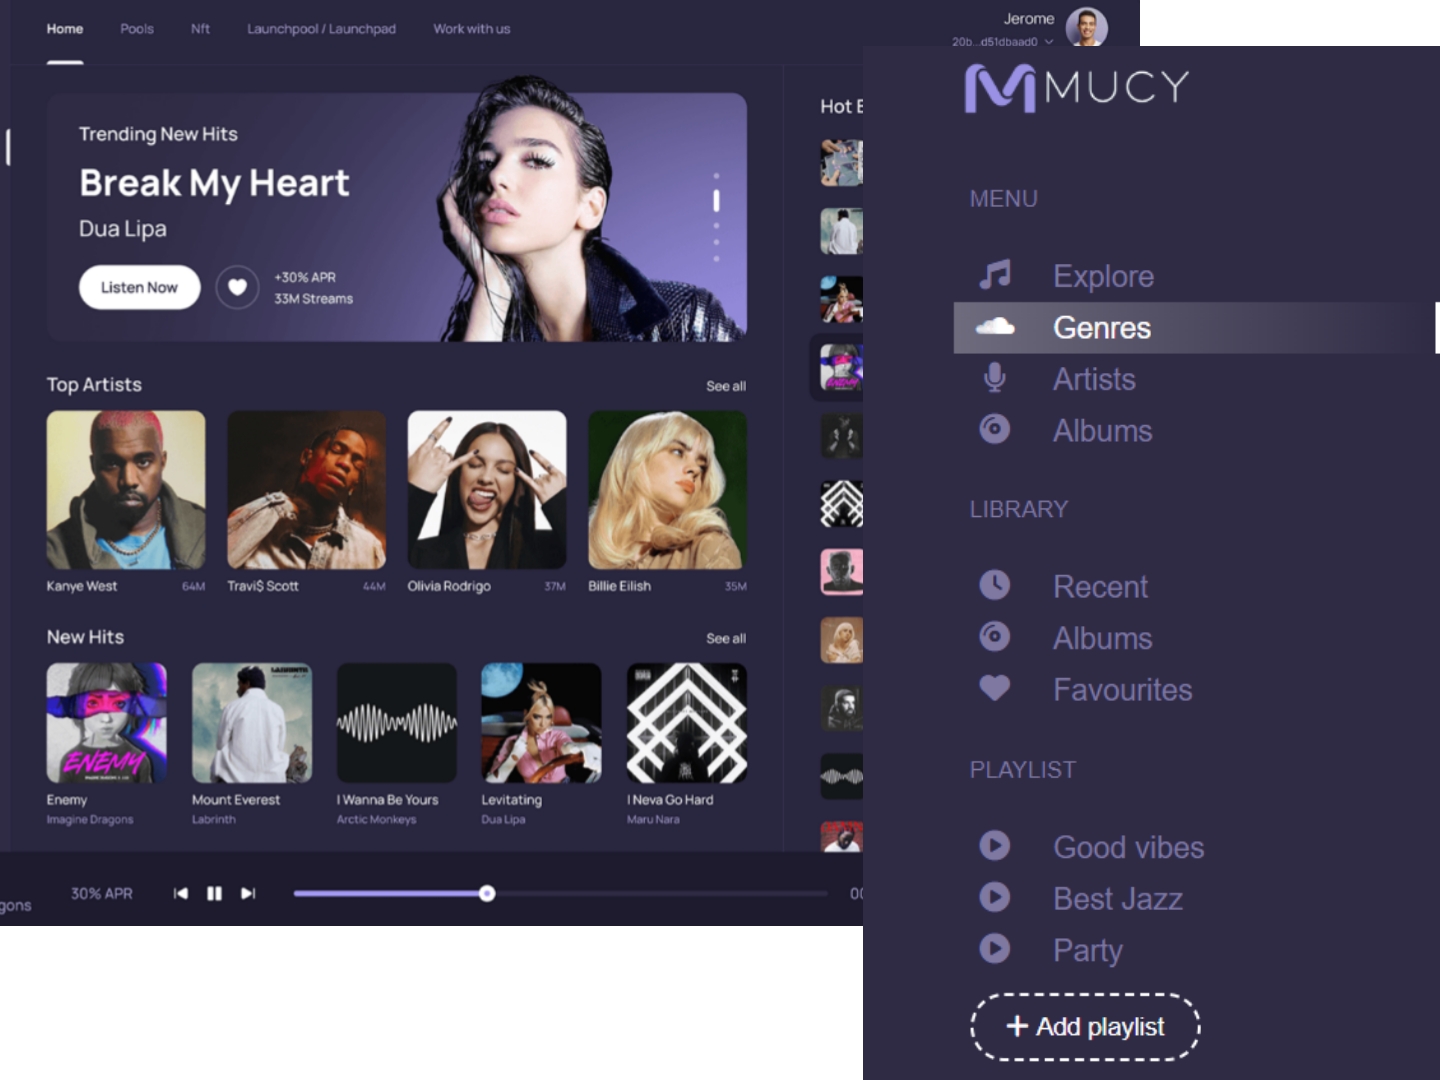 Home Pools Nft Launchpool / Launchpad Work with us
Jerome
20b...d51dbaad0
Trending New Hits
Break My Heart
Dua Lipa
Listen Now
+30% APR
33M Streams
Top Artists See all
Kanye West 64M
Travi$ Scott 44M
Olivia Rodrigo 37M
Billie Eilish 35M
New Hits See all
ENEMY
LABRINTH
Enemy
Imagine Dragons
Mount Everest
Labrinth
I Wanna Be Yours
Arctic Monkeys
Levitating
Dua Lipa
I Neva Go Hard
Maru Nara
Hot
ENEMY
gons
30% APR
MUCY
MENU
Explore
Genres
Artists
Albums
LIBRARY
Recent
Albums
Favourites
PLAYLIST
Good vibes
Best Jazz
Party
+ Add playlist